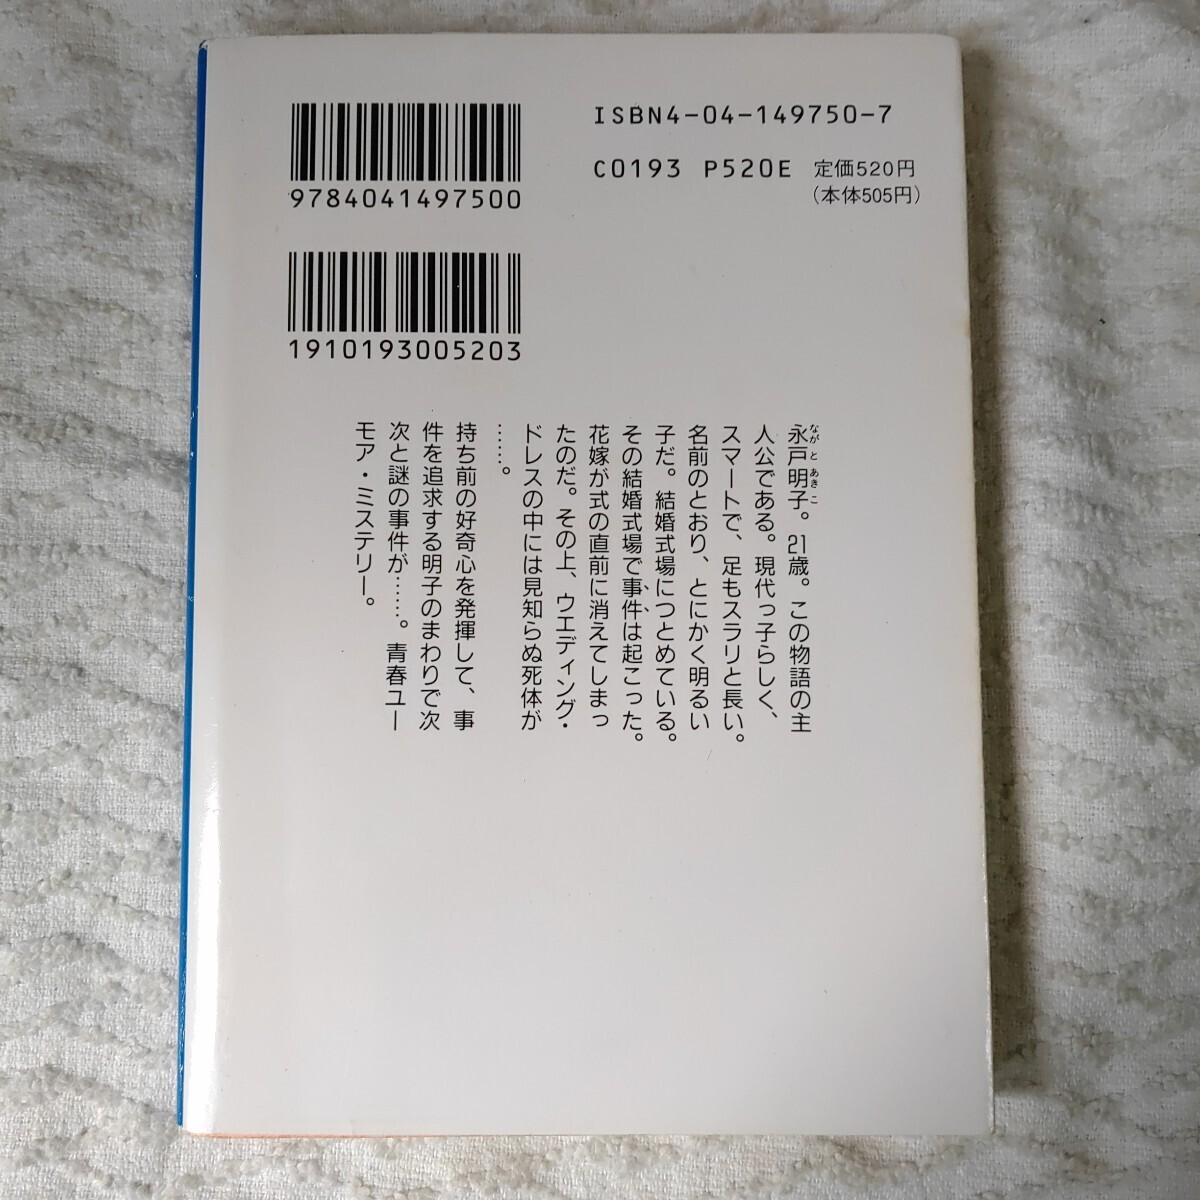 9784041497500
ISBN4-04-149750-7
C0193 P520E 定価520円
(本体505円)
1910193005203
永戸明子。21歳。この物語の主
ながとあきこ
人公である。現代っ子らしく、
スマートで、足もスラリと長い。
名前のとおり、とにかく明るい
子だ。結婚式場につとめている。
その結婚式場で事件は起こった。
花嫁が式の直前に消えてしまっ
たのだ。その上、ウエディング・
ドレスの中には見知らぬ死体が
……。
持ち前の好奇心を発揮して、事
件を追求する明子のまわりで次
次と謎の事件が……。青春ユー
モア・ミステリー。